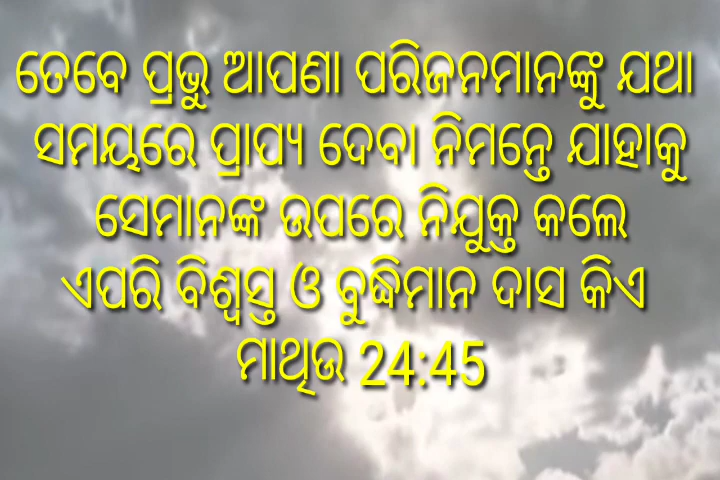 ତେବେ ପ୍ରଭୁ ଆପଣା ପରିଜନମାନଙ୍କୁ ଯଥା
ସମୟରେ ପ୍ରାପ୍ୟ ଦେବା ନିମନ୍ତେ ଯାହାକୁ
ସେମାନଙ୍କ ଉପରେ ନିଯୁକ୍ତ କଲେ
ଏପରି ବିଶ୍ୱସ୍ତ ଓ ବୁଦ୍ଧିମାନ ଦାସ କିଏ
ମାଥିଉ 24:45